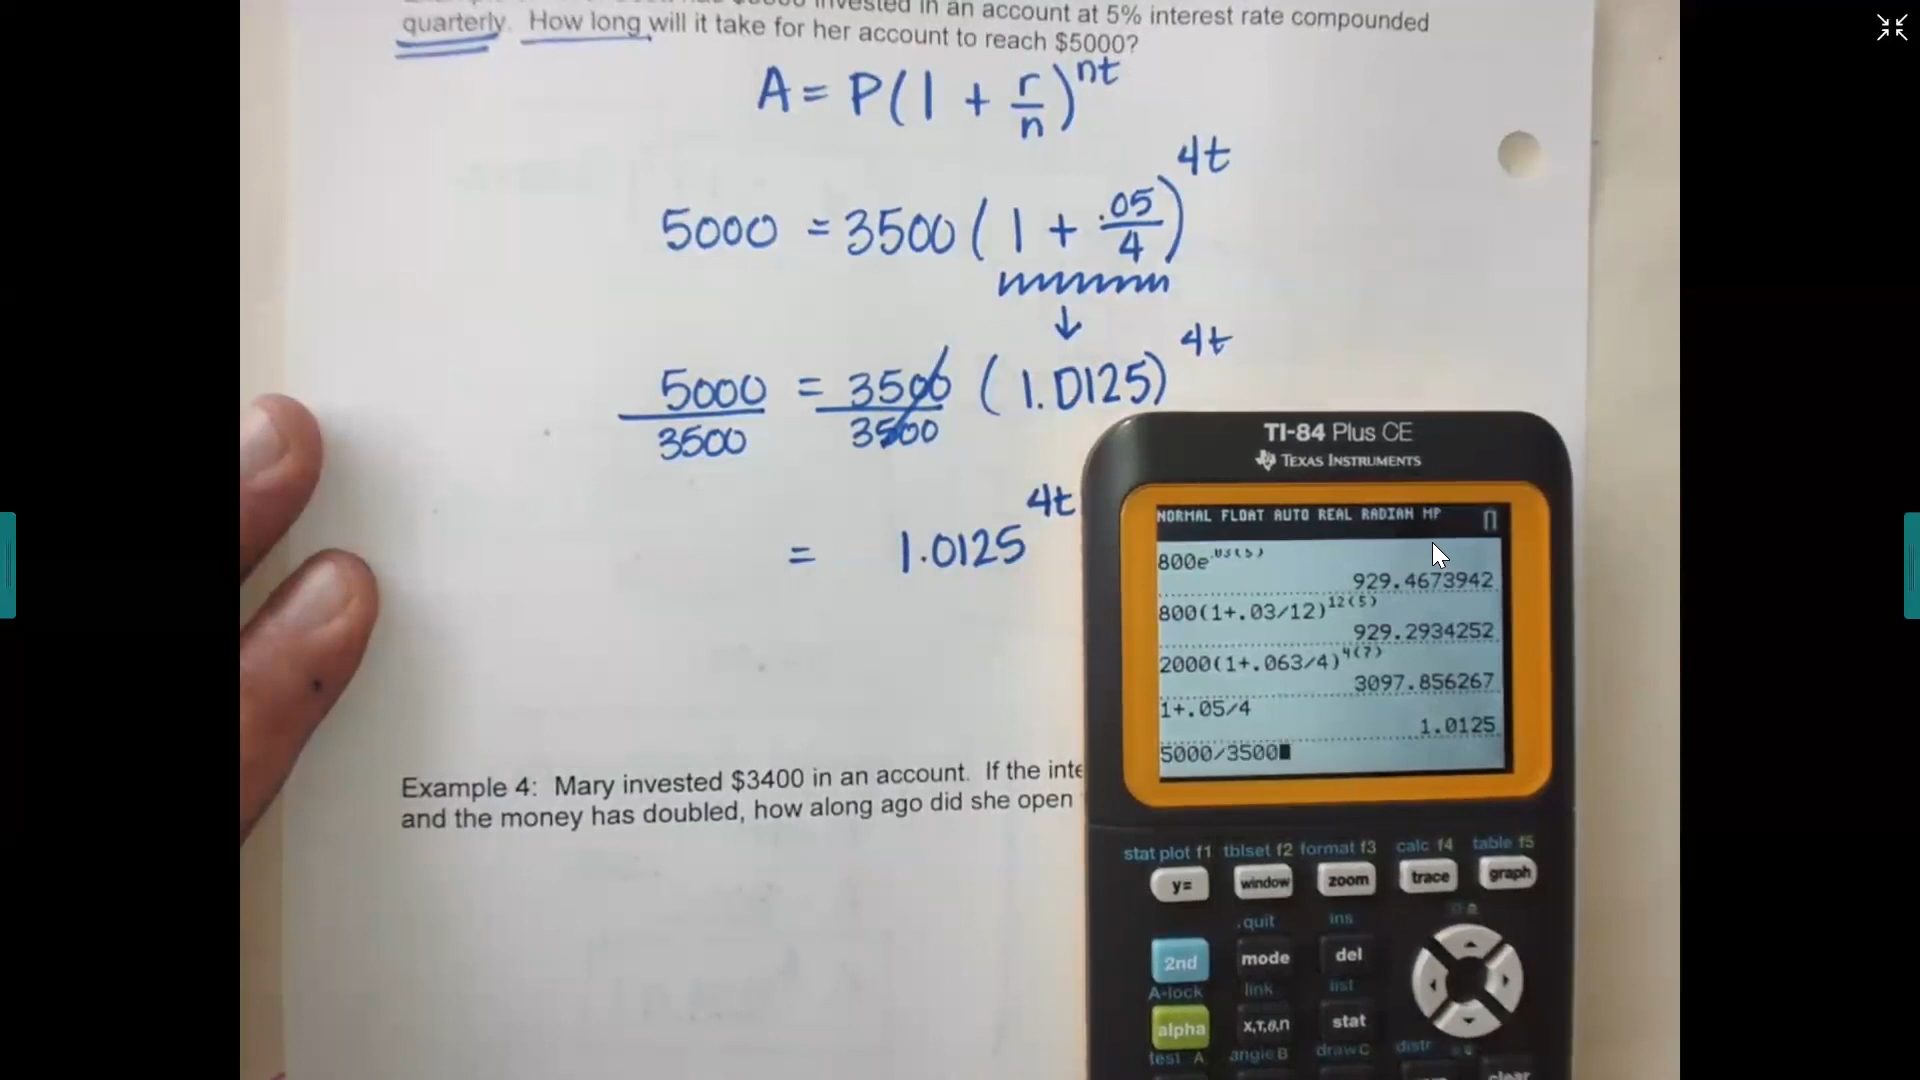 invested in an account at 5% interest rate compounded
quarterly. How long will it take for her account to reach $5000?
A = P(1 + r/n)^nt
5000 = 3500(1 + .05/4)^4t
5000/3500 = 3500/3500 (1.0125)^4t
= 1.0125^4t
Example 4: Mary invested $3400 in an account. If the inte
and the money has doubled, how along ago did she open
TI-84 Plus CE
TEXAS INSTRUMENTS
NORMAL FLOAT AUTO REAL RADIAN MP
800e^.03(5)
929.4673942
800(1+.03/12)^12(5)
929.2934252
2000(1+.063/4)^4(7)
3097.856267
1+.05/4
1.0125
5000/3500
stat plot f1 tblset f2 format f3 calc f4 table f5
y= window zoom trace graph
quit ins
2nd mode del
A-lock link list
alpha X,T,θ,n stat
test A angle B draw C distr
clear